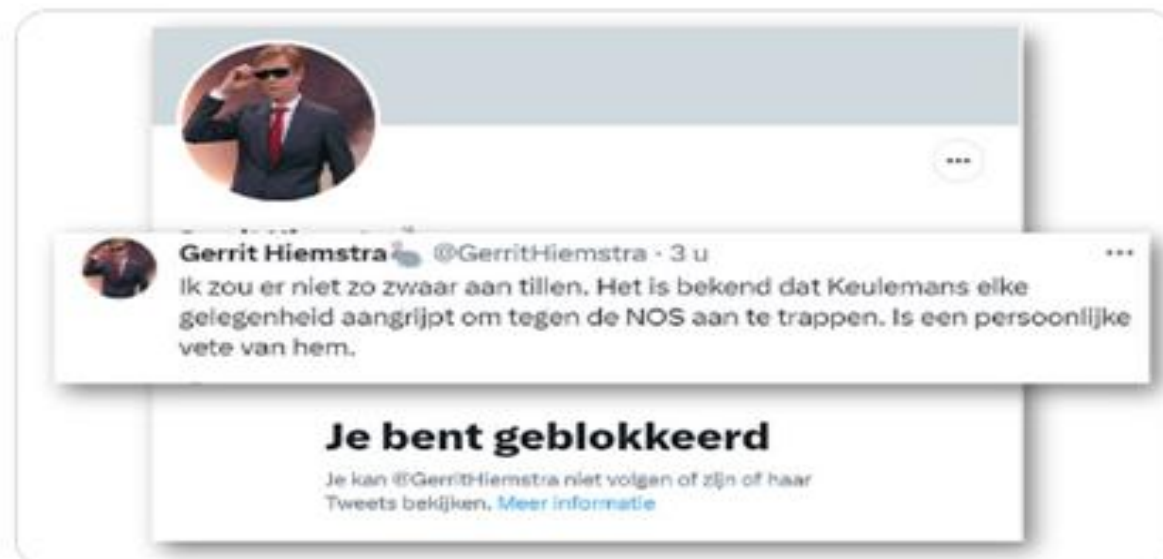 Gerrit Hiemstra @GerritHiemstra · 3 u
Ik zou er niet zo zwaar aan tillen. Het is bekend dat Keulemans elke
gelegenheid aangrijpt om tegen de NOS aan te trappen. Is een persoonlijke
vete van hem.
Je bent geblokkeerd
Je kan @GerritHiemstra niet volgen of zijn of haar
Tweets bekijken. Meer informatie